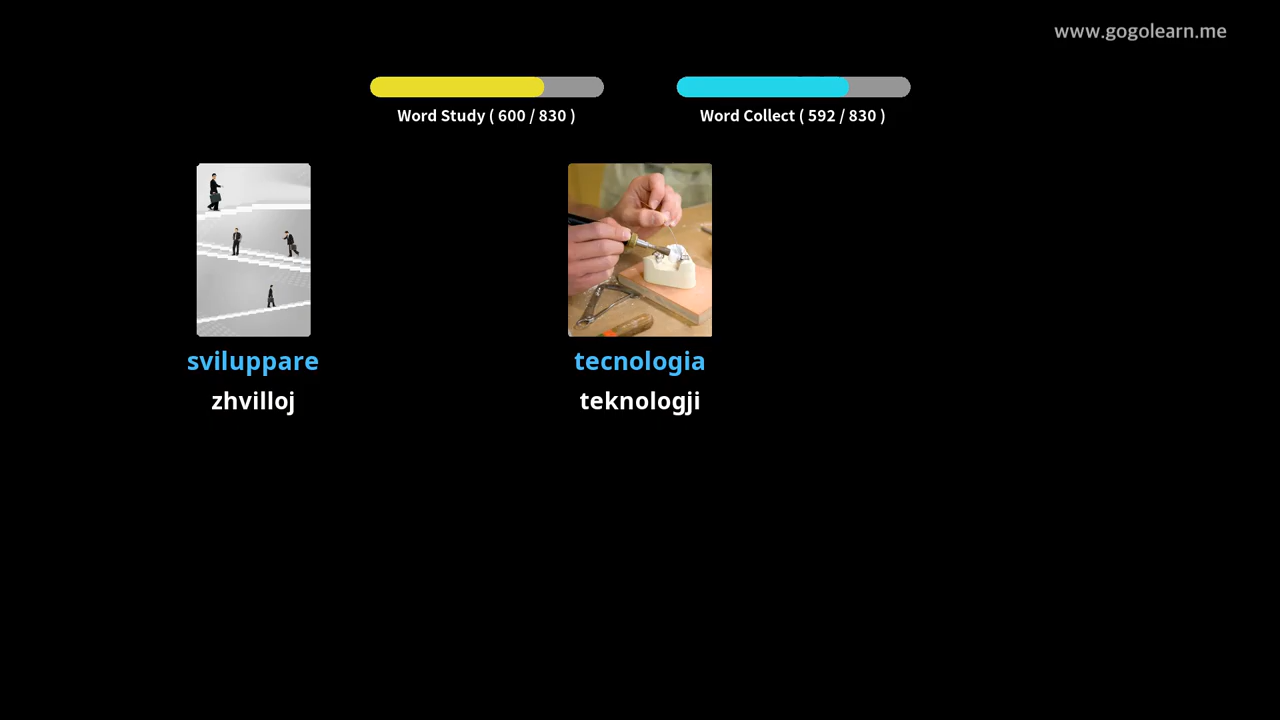 www.gogolearn.me
Word Study ( 600 / 830 )
Word Collect ( 592 / 830 )
sviluppare
zhvilloj
tecnologia
teknologji